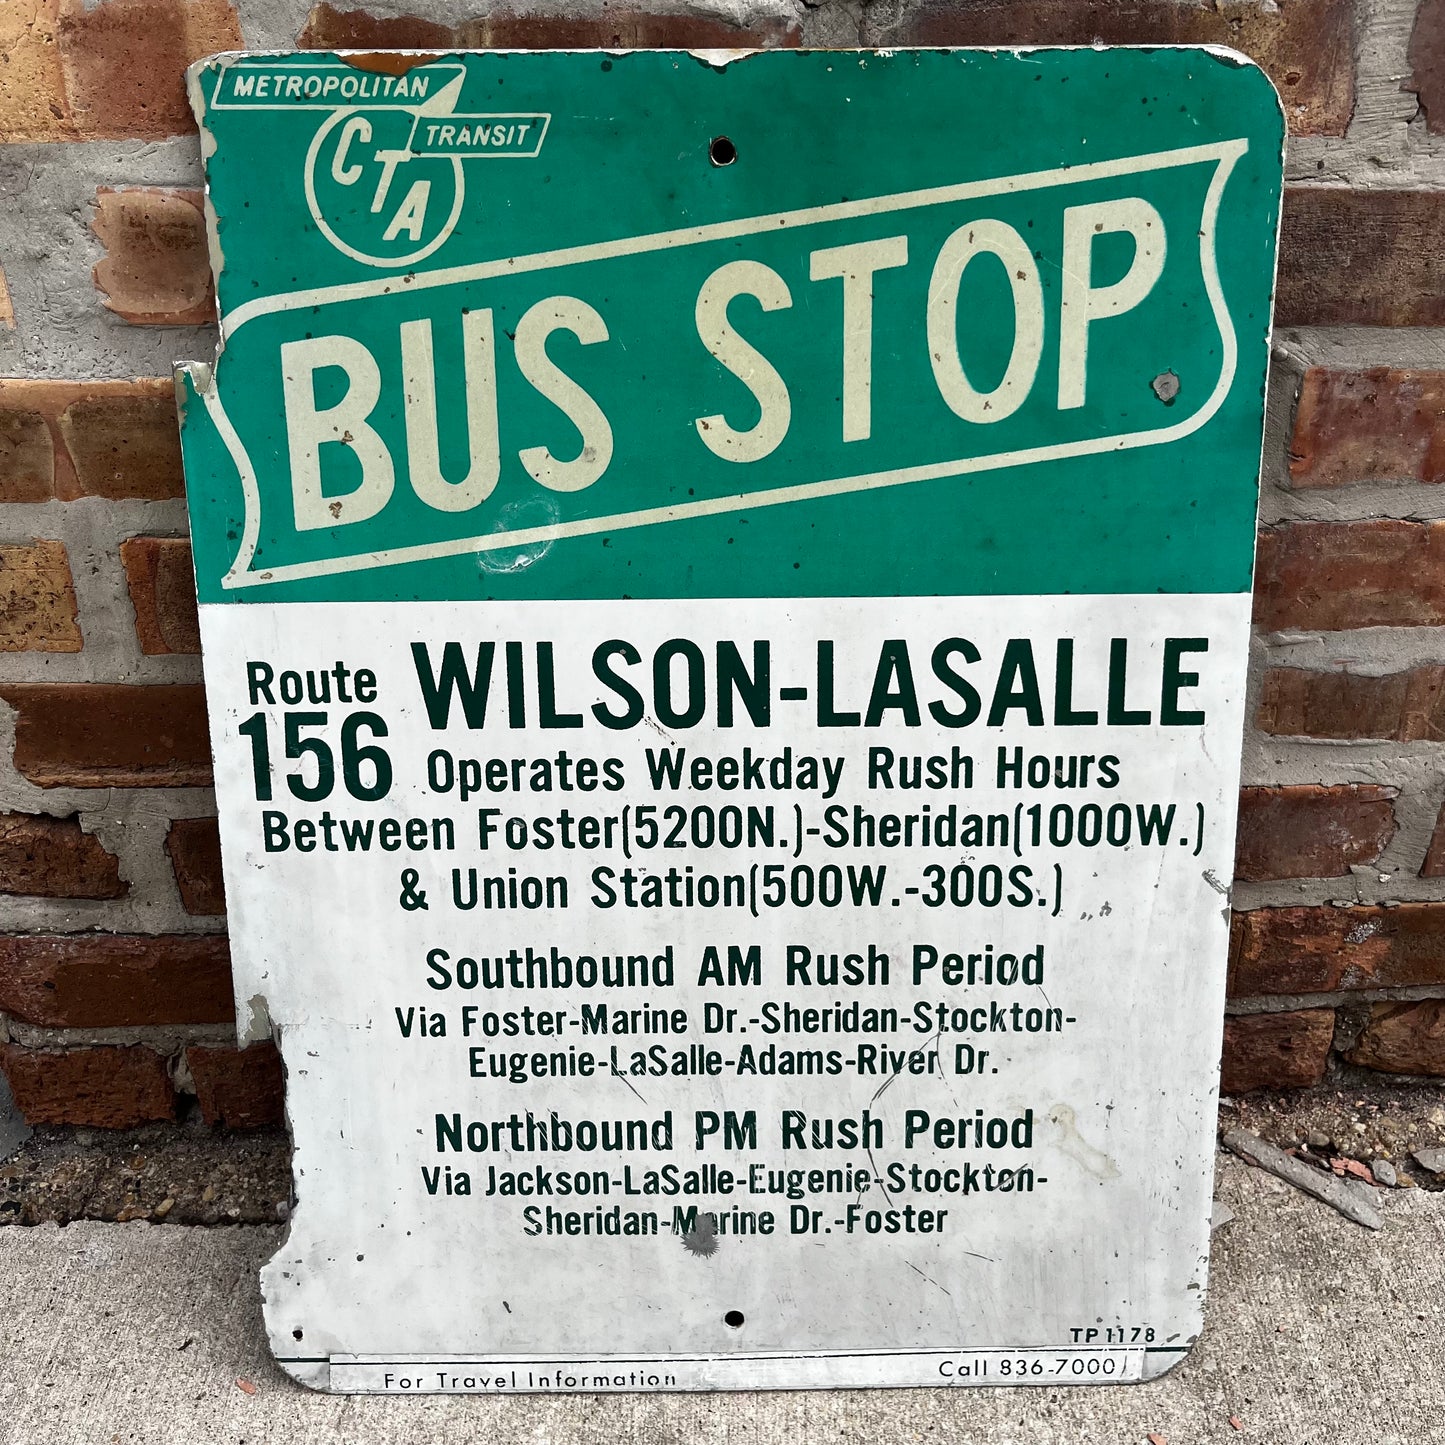 METROPOLITAN
CTA
TRANSIT
BUS STOP
Route
156
WILSON-LASALLE
Operates Weekday Rush Hours
Between Foster(5200N.)-Sheridan(1000W.)
& Union Station(500W.-300S.)
Southbound AM Rush Period
Via Foster-Marine Dr.-Sheridan-Stockton-
Eugenie-LaSalle-Adams-River Dr.
Northbound PM Rush Period
Via Jackson-LaSalle-Eugenie-Stockton-
Sheridan-Marine Dr.-Foster
TP1178
For Travel Information Call 836-7000